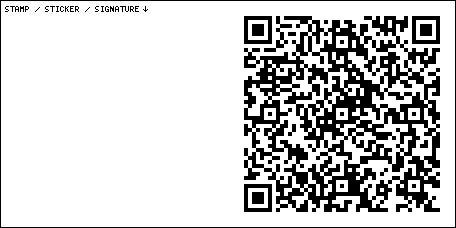 STAMP / STICKER / SIGNATURE ↓